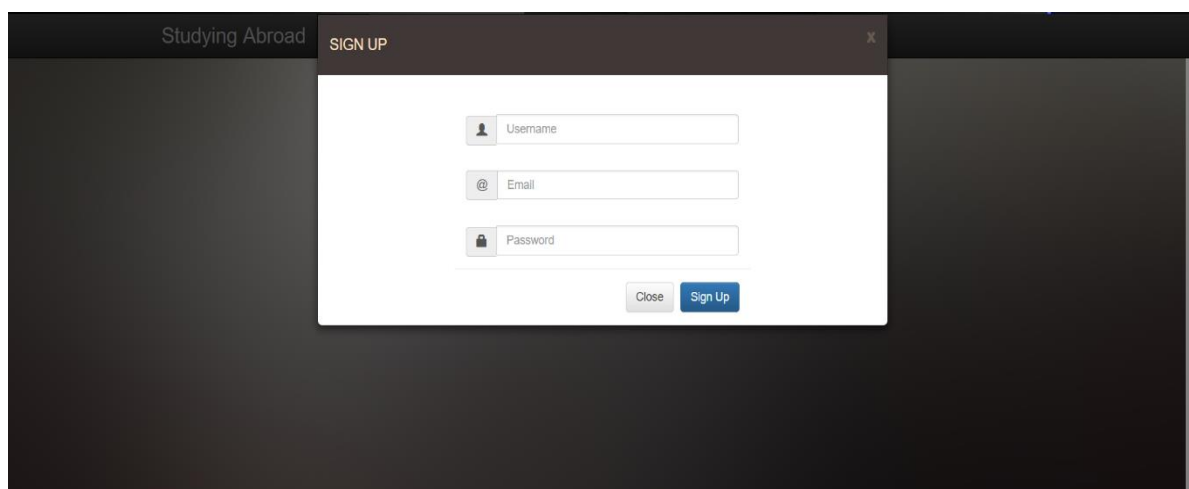 Studying Abroad
SIGN UP
x
Username
@
Email
Password
Close
Sign Up